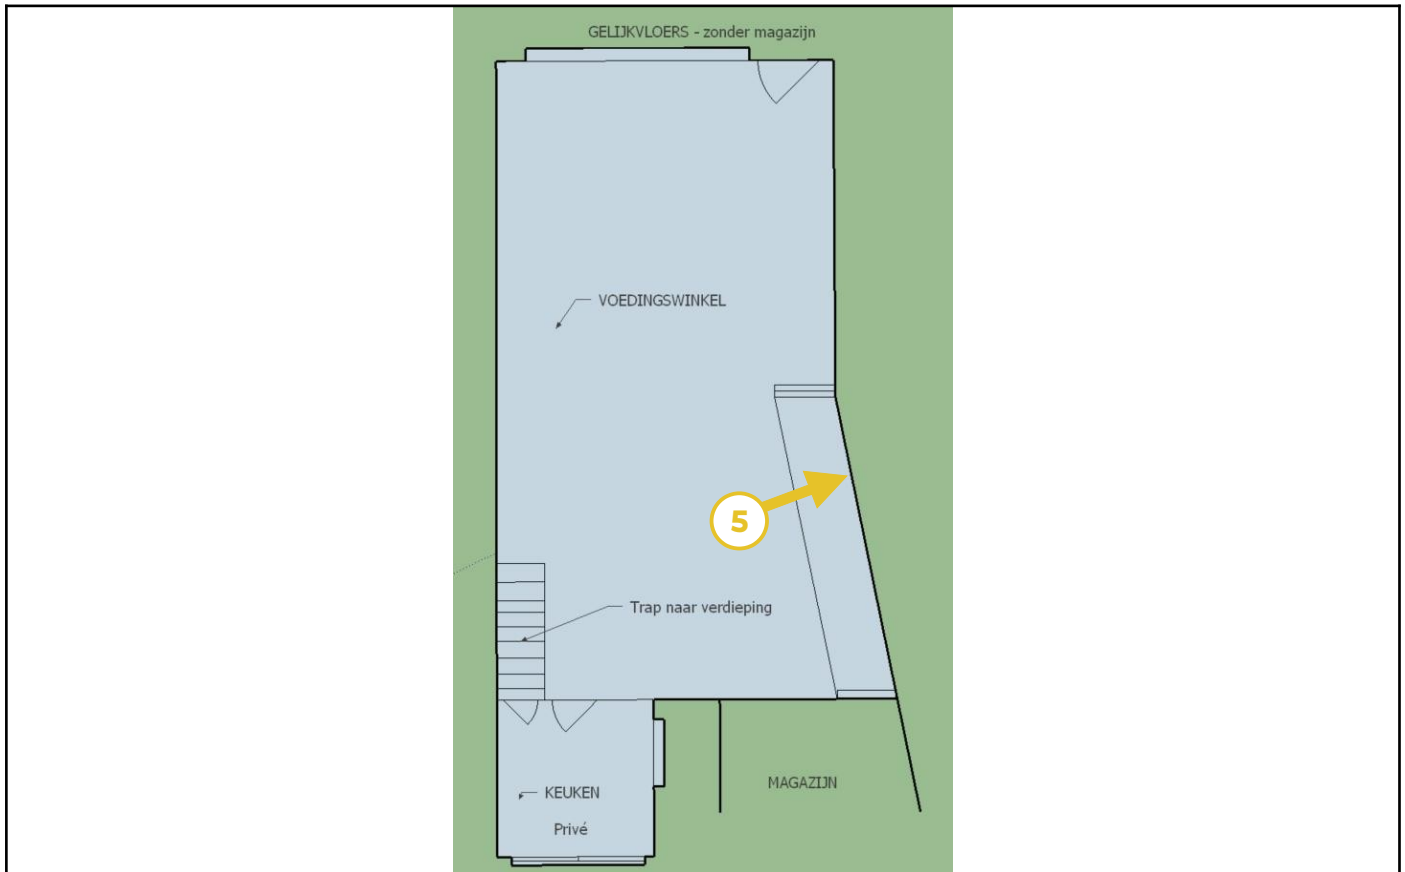 GELIJKVLOERS - zonder magazijn
VOEDINGSWINKEL
5
Trap naar verdieping
MAGAZIJN
KEUKEN
Privé